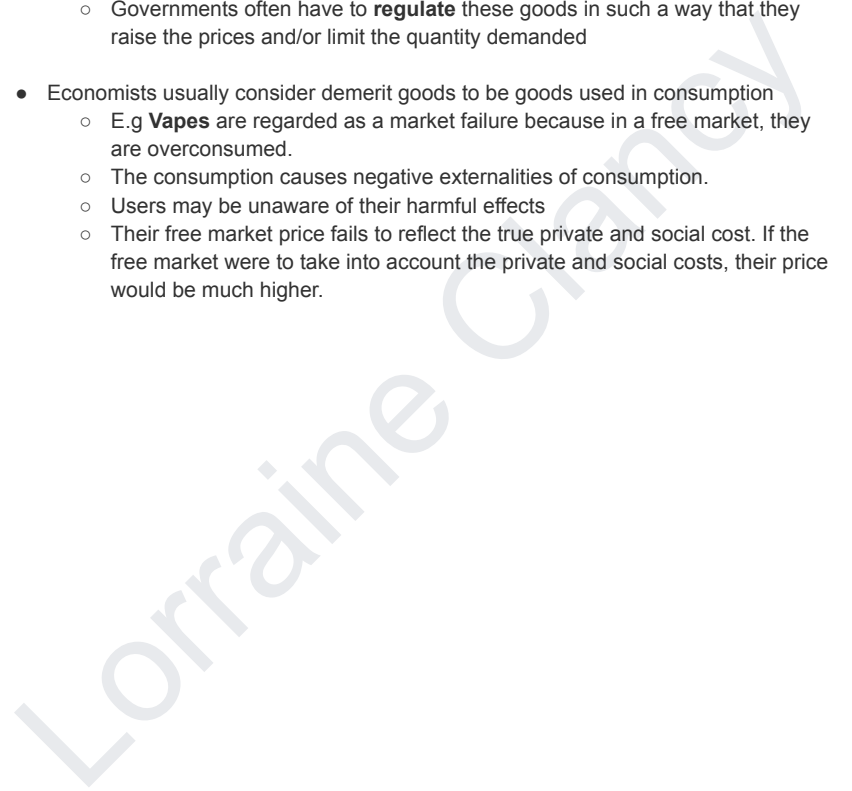 ○ Governments often have to regulate these goods in such a way that they
raise the prices and/or limit the quantity demanded
● Economists usually consider demerit goods to be goods used in consumption
○ E.g Vapes are regarded as a market failure because in a free market, they
are overconsumed.
○ The consumption causes negative externalities of consumption.
○ Users may be unaware of their harmful effects
○ Their free market price fails to reflect the true private and social cost. If the
free market were to take into account the private and social costs, their price
would be much higher.
Lorraine Clancy